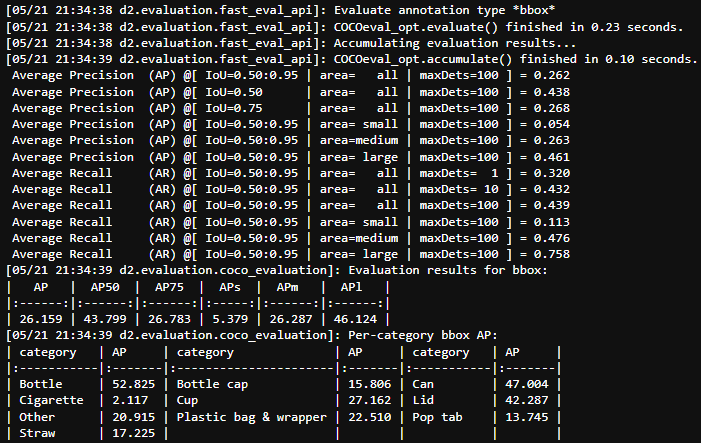 [05/21 21:34:38 d2.evaluation.fast_eval_api]: Evaluate annotation type *bbox*
[05/21 21:34:38 d2.evaluation.fast_eval_api]: COCOeval_opt.evaluate() finished in 0.23 seconds.
[05/21 21:34:38 d2.evaluation.fast_eval_api]: Accumulating evaluation results...
[05/21 21:34:39 d2.evaluation.fast_eval_api]: COCOeval_opt.accumulate() finished in 0.10 seconds.
 Average Precision  (AP) @[ IoU=0.50:0.95 | area=   all | maxDets=100 ] = 0.262
 Average Precision  (AP) @[ IoU=0.50      | area=   all | maxDets=100 ] = 0.438
 Average Precision  (AP) @[ IoU=0.75      | area=   all | maxDets=100 ] = 0.268
 Average Precision  (AP) @[ IoU=0.50:0.95 | area= small | maxDets=100 ] = 0.054
 Average Precision  (AP) @[ IoU=0.50:0.95 | area=medium | maxDets=100 ] = 0.263
 Average Precision  (AP) @[ IoU=0.50:0.95 | area= large | maxDets=100 ] = 0.461
 Average Recall     (AR) @[ IoU=0.50:0.95 | area=   all | maxDets=  1 ] = 0.320
 Average Recall     (AR) @[ IoU=0.50:0.95 | area=   all | maxDets= 10 ] = 0.432
 Average Recall     (AR) @[ IoU=0.50:0.95 | area=   all | maxDets=100 ] = 0.439
 Average Recall     (AR) @[ IoU=0.50:0.95 | area= small | maxDets=100 ] = 0.113
 Average Recall     (AR) @[ IoU=0.50:0.95 | area=medium | maxDets=100 ] = 0.476
 Average Recall     (AR) @[ IoU=0.50:0.95 | area= large | maxDets=100 ] = 0.758
[05/21 21:34:39 d2.evaluation.coco_evaluation]: Evaluation results for bbox:
|   AP   |  AP50  |  AP75  |  APs  |  APm   |  APl   |
|:------:|:------:|:------:|:-----:|:------:|:------:|
| 26.159 | 43.799 | 26.783 | 5.379 | 26.287 | 46.124 |
[05/21 21:34:39 d2.evaluation.coco_evaluation]: Per-category bbox AP:
| category   | AP     | category              | AP     | category   | AP     |
|:-----------|:-------|:----------------------|:-------|:-----------|:-------|
| Bottle     | 52.825 | Bottle cap            | 15.806 | Can        | 47.004 |
| Cigarette  | 2.117  | Cup                   | 27.162 | Lid        | 42.287 |
| Other      | 20.915 | Plastic bag & wrapper | 22.510 | Pop tab    | 13.745 |
| Straw      | 17.225 |                       |        |            |        |